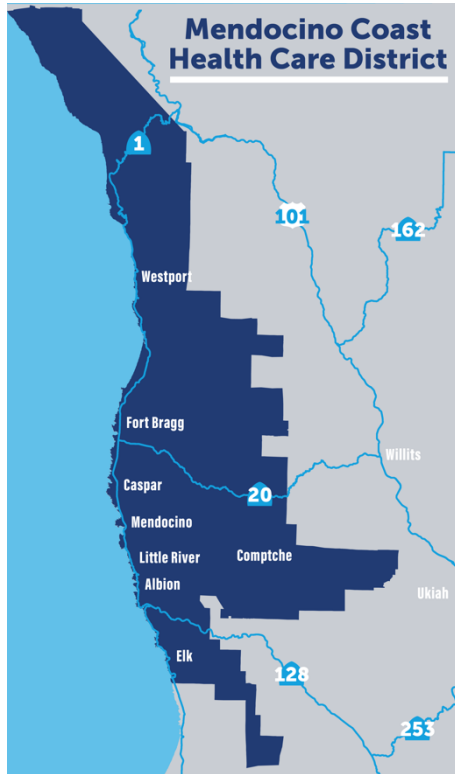 Mendocino Coast
Health Care District
1
101
162
Westport
Fort Bragg
Willits
Caspar
20
Mendocino
Little River
Comptche
Albion
Ukiah
Elk
128
253